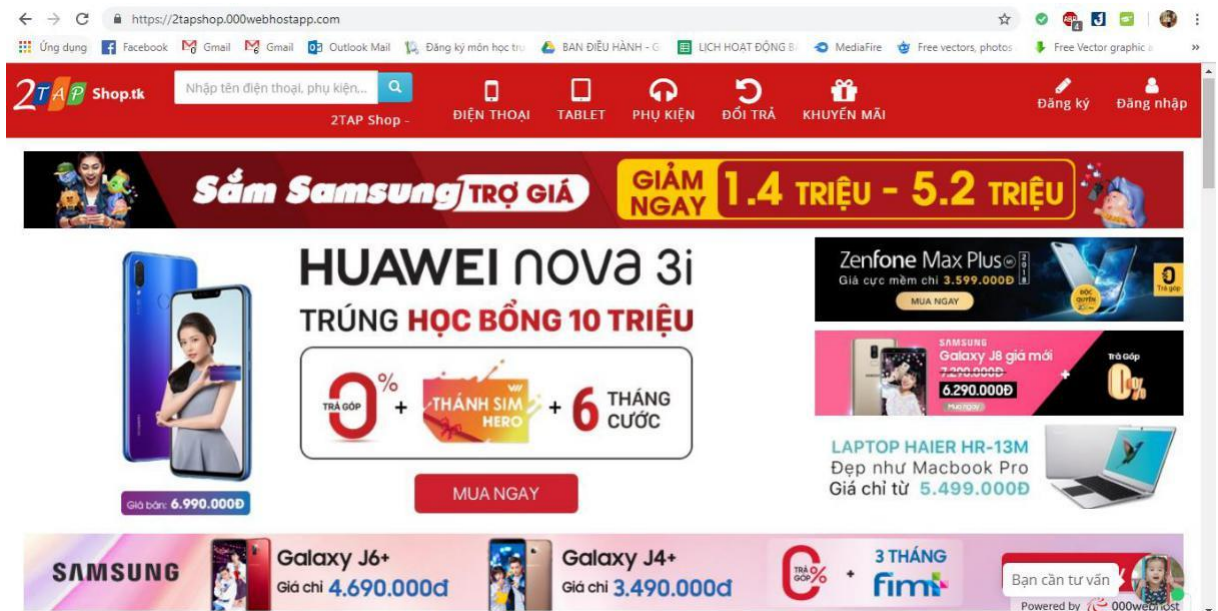 https://2tapshop.000webhostapp.com
Ứng dụng
Facebook
Gmail
Gmail
Outlook Mail
Đăng ký môn học trự
BAN ĐIỀU HÀNH - G
LỊCH HOẠT ĐỘNG B
MediaFire
Free vectors, photos
Free Vector graphic a
2TAP Shop.tk
Nhập tên điện thoại, phụ kiện,..
2TAP Shop -
ĐIỆN THOẠI
TABLET
PHỤ KIỆN
ĐỔI TRẢ
KHUYẾN MÃI
Đăng ký
Đăng nhập
Sắm Samsung TRỢ GIÁ
GIẢM NGAY
1.4 TRIỆU - 5.2 TRIỆU
HUAWEI nova 3i
TRÚNG HỌC BỔNG 10 TRIỆU
TRẢ GÓP 0%
+
THÁNH SIM
HERO
+ 6 THÁNG
CƯỚC
MUA NGAY
Giá bán: 6.990.000Đ
Zenfone Max Plus M1 2018
Giá cực mềm chỉ 3.599.000Đ
MUA NGAY
ĐỘC
QUYỀN
0
Trả góp
SAMSUNG
Galaxy J8 giá mới
7.290.000Đ
6.290.000Đ
Mua ngay
+
Trả Góp
0%
LAPTOP HAIER HR-13M
Đẹp như Macbook Pro
Giá chỉ từ 5.499.000Đ
SAMSUNG
Galaxy J6+
Giá chỉ 4.690.000đ
Galaxy J4+
Giá chỉ 3.490.000đ
TRẢ GÓP 0%
+
3 THÁNG
fim+
Bạn cần tư vấn
Powered by 000webhost